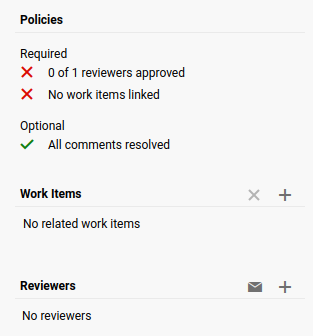 Policies
Required
0 of 1 reviewers approved
No work items linked
Optional
All comments resolved
Work Items
No related work items
Reviewers
No reviewers